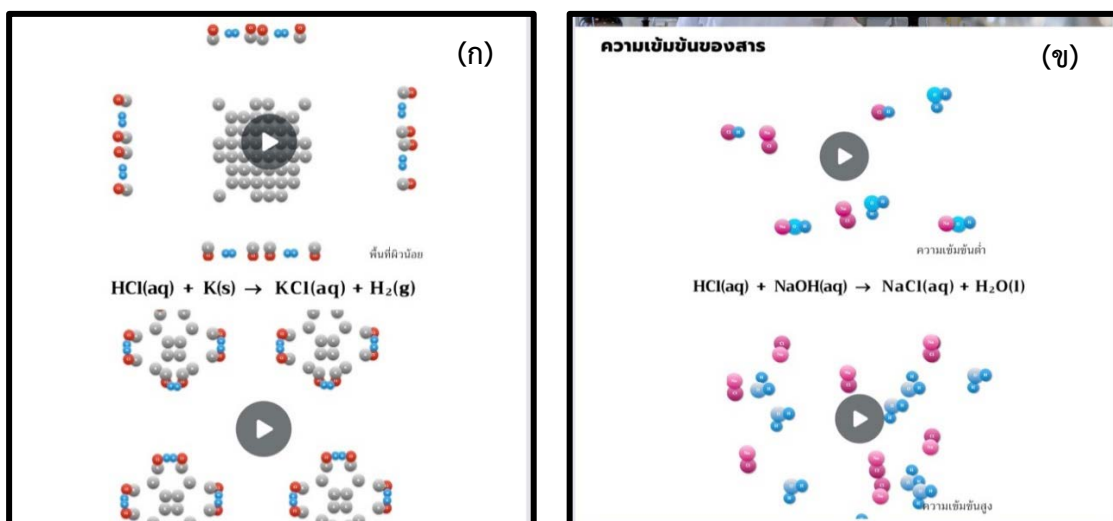 (ก)
พื้นที่ผิวน้อย
HCl(aq) + K(s) → KCl(aq) + H₂(g)
ความเข้มข้นของสาร
(ข)
ความเข้มข้นต่ำ
HCl(aq) + NaOH(aq) → NaCl(aq) + H₂O(l)
ความเข้มข้นสูง